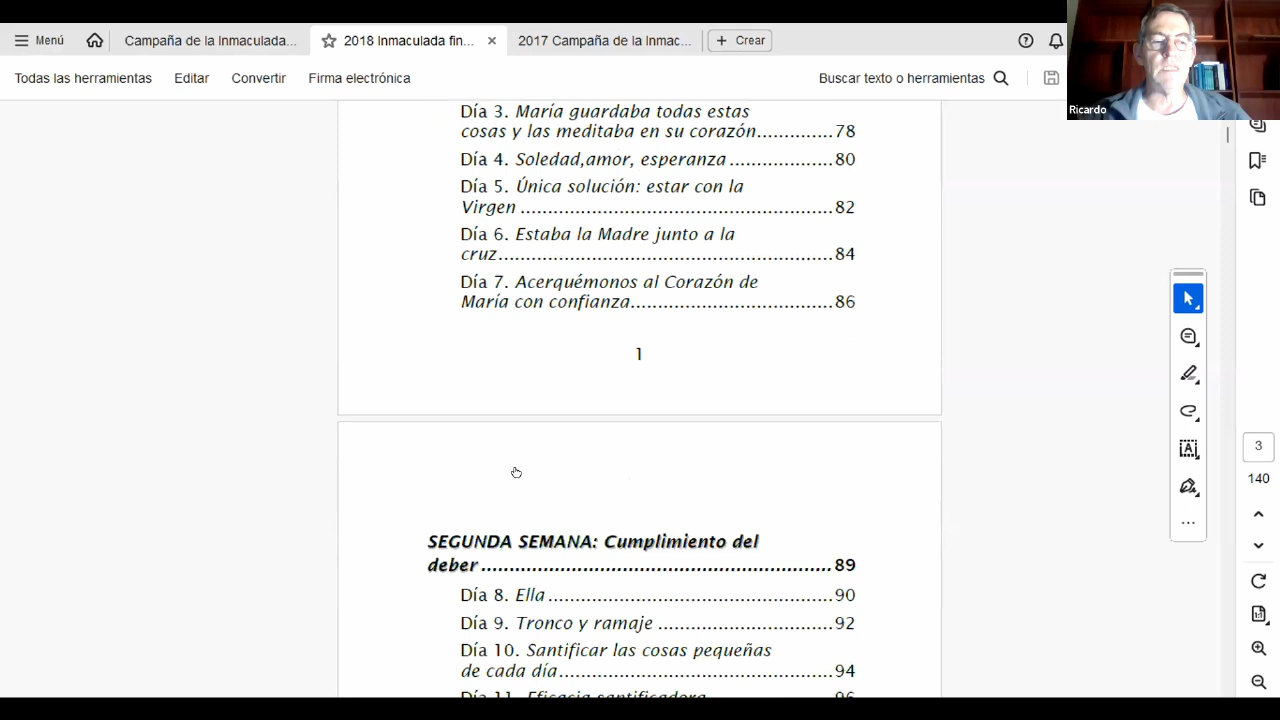 Menú
Campaña de la Inmaculada...
2018 Inmaculada fin...
2017 Campaña de la Inmac...
Crear
Todas las herramientas
Editar
Convertir
Firma electrónica
Buscar texto o herramientas
Ricardo
Día 3. María guardaba todas estas
cosas y las meditaba en su corazón..............78
Día 4. Soledad,amor, esperanza ..................80
Día 5. Única solución: estar con la
Virgen .......................................................82
Día 6. Estaba la Madre junto a la
cruz...........................................................84
Día 7. Acerquémonos al Corazón de
María con confianza...................................86
1
SEGUNDA SEMANA: Cumplimiento del
deber ...........................................................89
Día 8. Ella ..................................................90
Día 9. Tronco y ramaje ..............................92
Día 10. Santificar las cosas pequeñas
de cada día................................................94
Día 11. Eficacia santificadora...................96
3
140